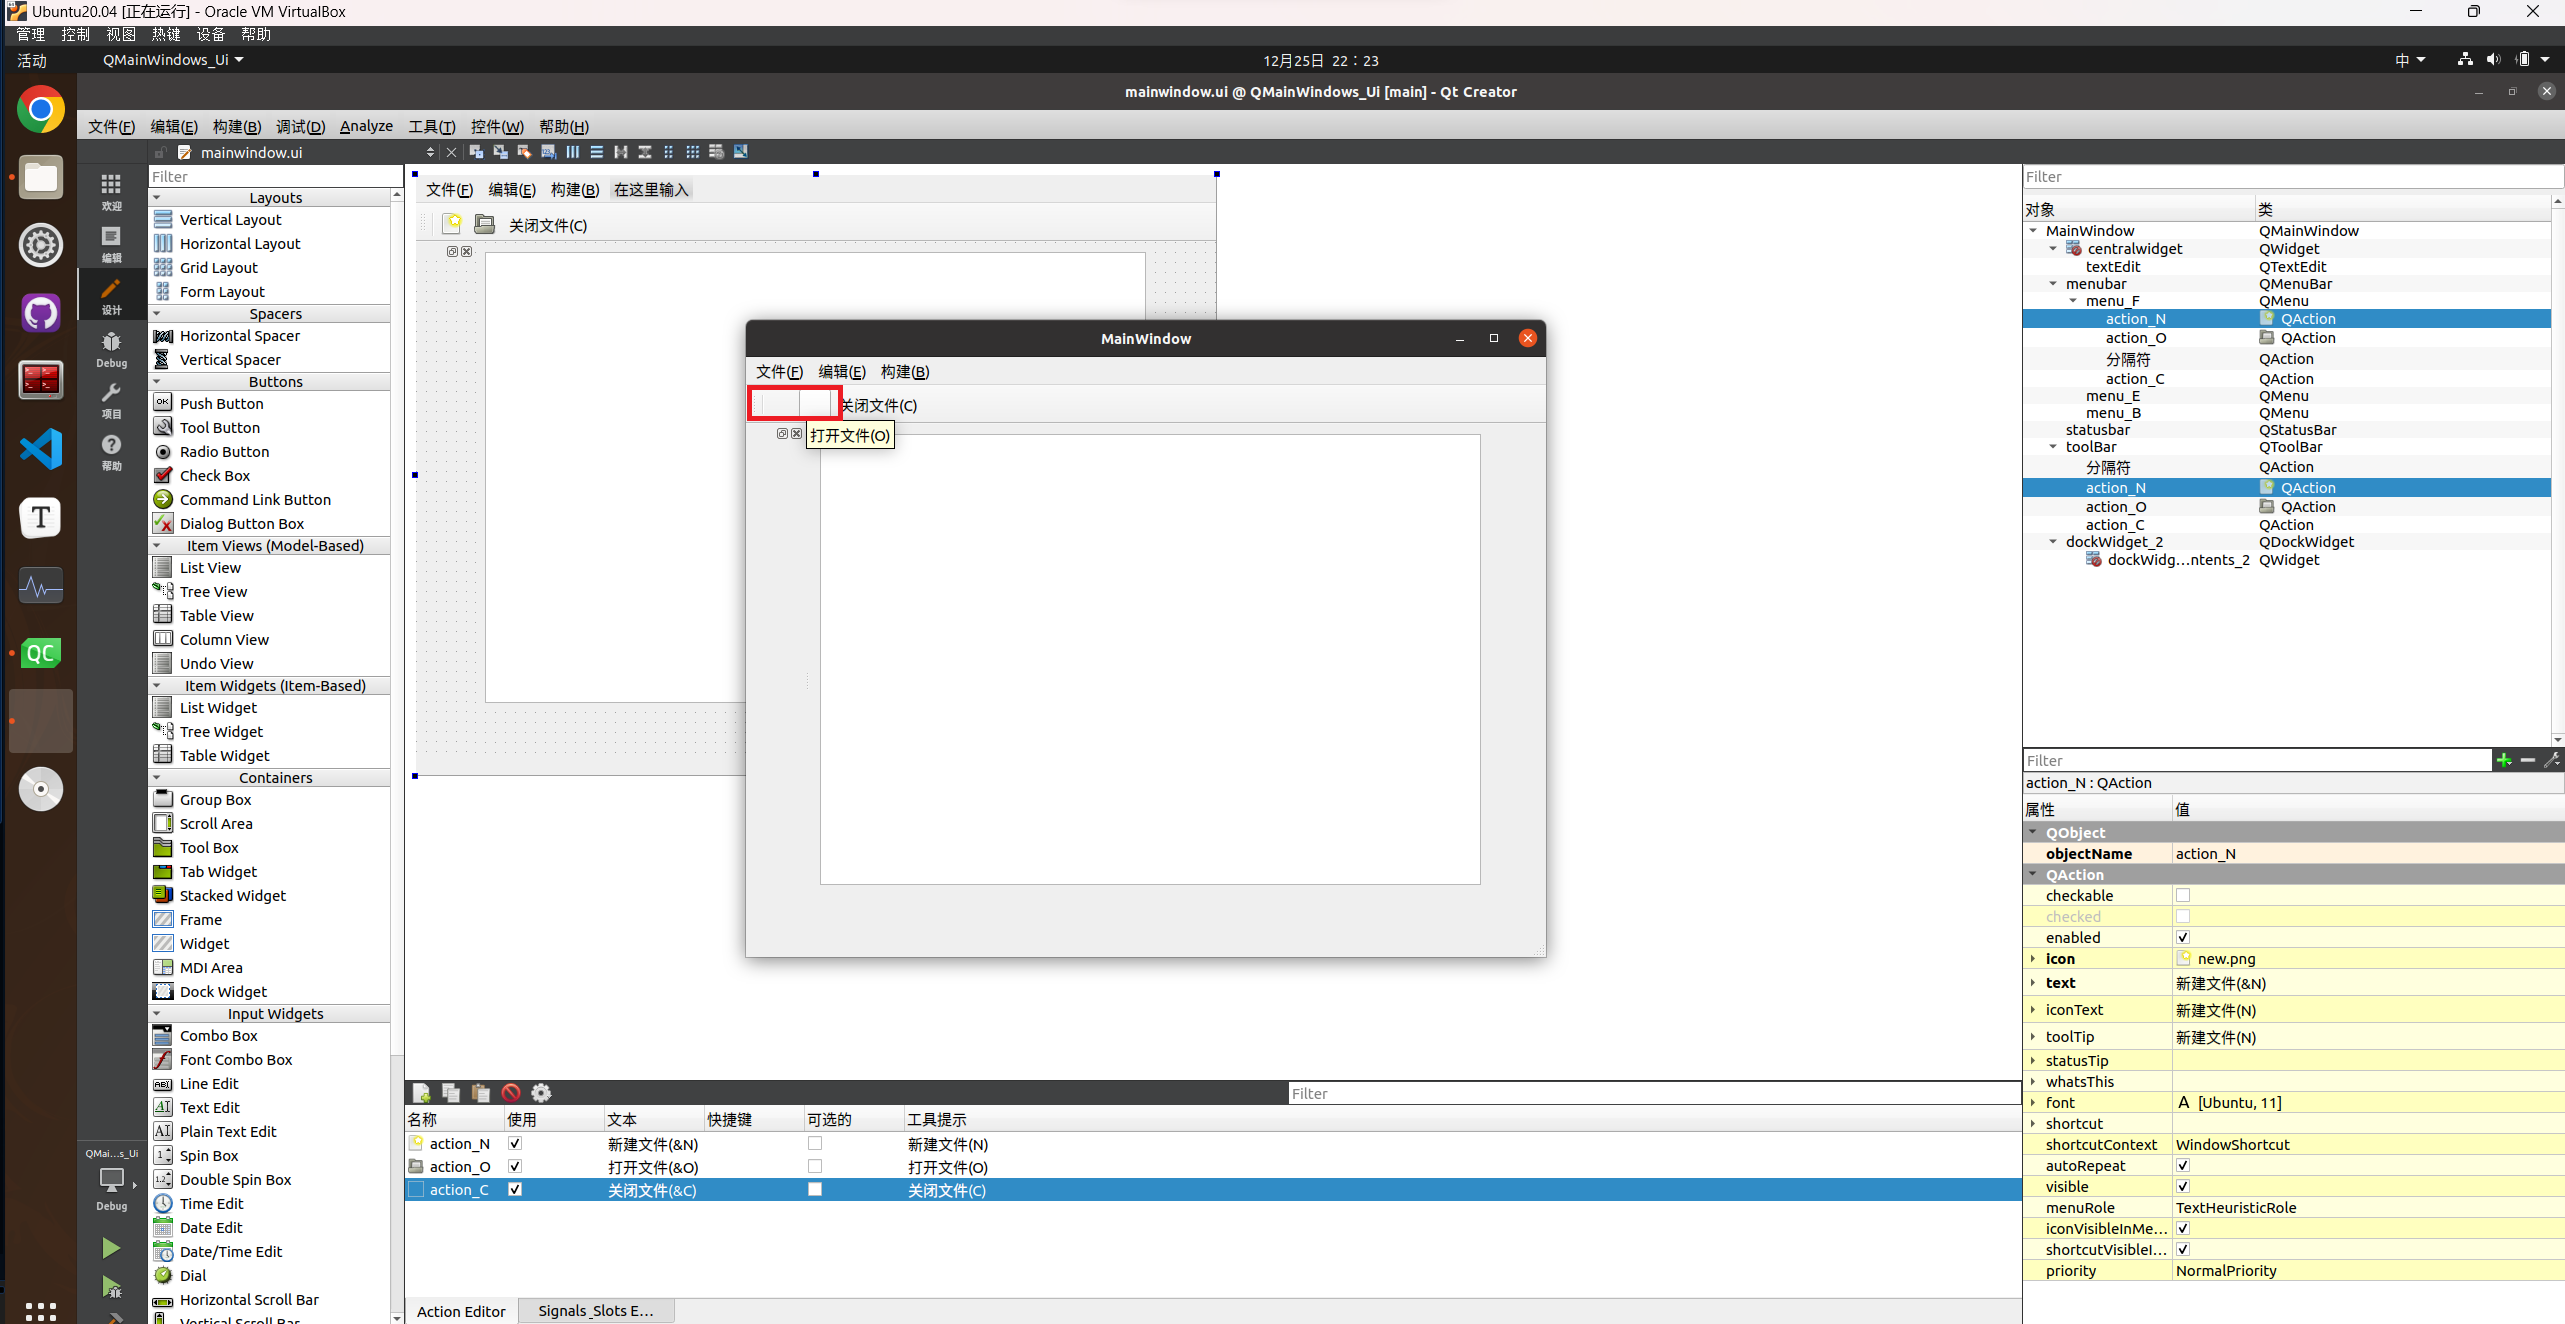 Ubuntu20.04 [正在运行] - Oracle VM VirtualBox
管理 控制 视图 热键 设备 帮助
活动 QMainWindows_Ui 12月25日 22：23 中
mainwindow.ui @ QMainWindows_Ui [main] - Qt Creator
文件(F) 编辑(E) 构建(B) 调试(D) Analyze 工具(T) 控件(W) 帮助(H)
mainwindow.ui
欢迎
编辑
设计
Debug
项目
帮助
QMai...s_Ui
Debug
Filter
Layouts
Vertical Layout
Horizontal Layout
Grid Layout
Form Layout
Spacers
Horizontal Spacer
Vertical Spacer
Buttons
Push Button
Tool Button
Radio Button
Check Box
Command Link Button
Dialog Button Box
Item Views (Model-Based)
List View
Tree View
Table View
Column View
Undo View
Item Widgets (Item-Based)
List Widget
Tree Widget
Table Widget
Containers
Group Box
Scroll Area
Tool Box
Tab Widget
Stacked Widget
Frame
Widget
MDI Area
Dock Widget
Input Widgets
Combo Box
Font Combo Box
Line Edit
Text Edit
Plain Text Edit
Spin Box
Double Spin Box
Time Edit
Date Edit
Date/Time Edit
Dial
Horizontal Scroll Bar
Vertical Scroll Bar
文件(F) 编辑(E) 构建(B) 在这里输入
关闭文件(C)
MainWindow
文件(F) 编辑(E) 构建(B)
关闭文件(C)
打开文件(O)
Filter
名称 使用 文本 快捷键 可选的 工具提示
action_N 新建文件(&N) 新建文件(N)
action_O 打开文件(&O) 打开文件(O)
action_C 关闭文件(&C) 关闭文件(C)
Action Editor Signals_Slots E...
Filter
对象 类
MainWindow QMainWindow
centralwidget QWidget
textEdit QTextEdit
menubar QMenuBar
menu_F QMenu
action_N QAction
action_O QAction
分隔符 QAction
action_C QAction
menu_E QMenu
menu_B QMenu
statusbar QStatusBar
toolBar QToolBar
分隔符 QAction
action_N QAction
action_O QAction
action_C QAction
dockWidget_2 QDockWidget
dockWidg...ntents_2 QWidget
Filter
action_N : QAction
属性 值
QObject
objectName action_N
QAction
checkable
checked
enabled
icon new.png
text 新建文件(&N)
iconText 新建文件(N)
toolTip 新建文件(N)
statusTip
whatsThis
font A [Ubuntu, 11]
shortcut
shortcutContext WindowShortcut
autoRepeat
visible
menuRole TextHeuristicRole
iconVisibleInMe...
shortcutVisibleI...
priority NormalPriority